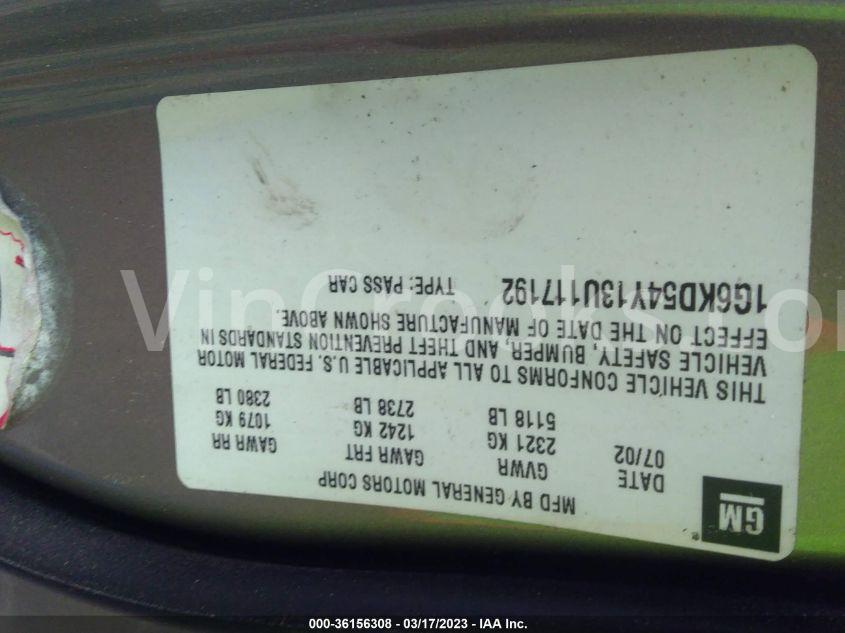 GM®
MFD BY GENERAL MOTORS CORP
DATE GVWR GAWR FRT GAWR RR
07/02 2321 KG 1242 KG 1079 KG
5118 LB 2738 LB 2380 LB
THIS VEHICLE CONFORMS TO ALL APPLICABLE U.S. FEDERAL MOTOR
VEHICLE SAFETY, BUMPER, AND THEFT PREVENTION STANDARDS IN
EFFECT ON THE DATE OF MANUFACTURE SHOWN ABOVE.
1G6KD54Y13U117192 TYPE: PASS CAR
VinCrooks.com
000-36156308 - 03/17/2023 - IAA Inc.